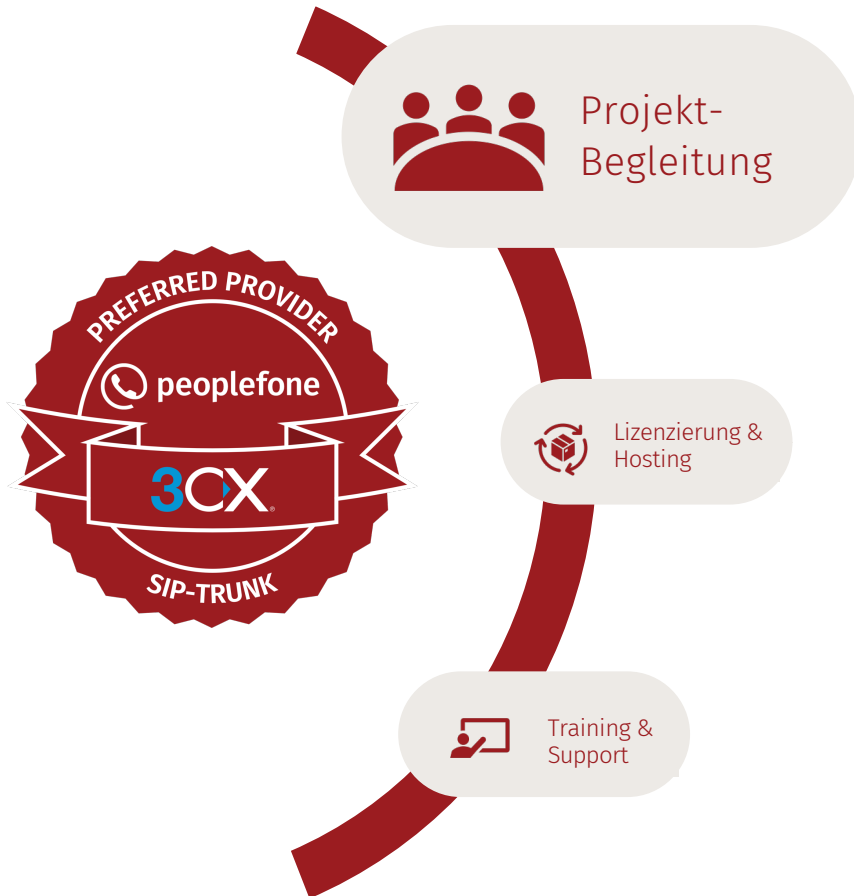 Projekt-
Begleitung
PREFERRED PROVIDER
peoplefone
3CX®
SIP-TRUNK
Lizenzierung &
Hosting
Training &
Support